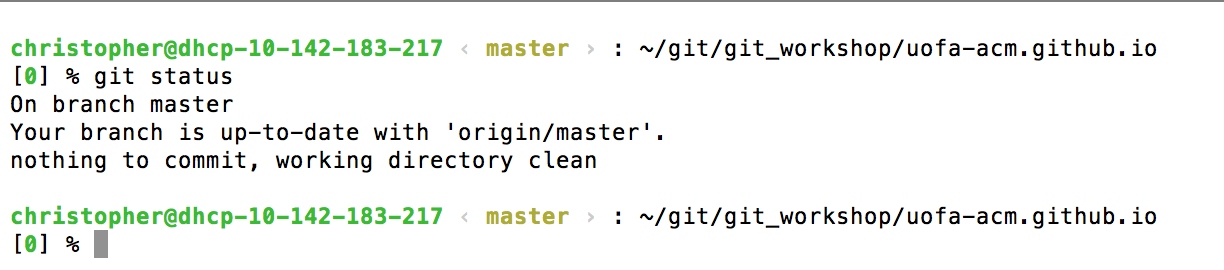 christopher@dhcp-10-142-183-217 ‹ master › : ~/git/git_workshop/uofa-acm.github.io
[0] % git status
On branch master
Your branch is up-to-date with 'origin/master'.
nothing to commit, working directory clean
christopher@dhcp-10-142-183-217 ‹ master › : ~/git/git_workshop/uofa-acm.github.io
[0] %